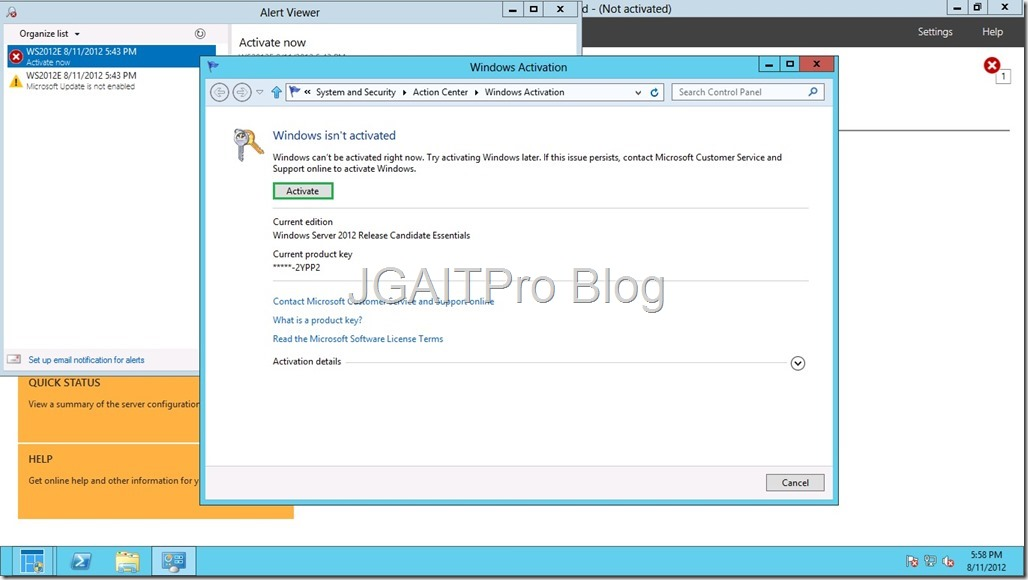 Alert Viewer
d - (Not activated)
Organize list
Settings
Help
WS2012E 8/11/2012 5:43 PM
Activate now
WS2012E 8/11/2012 5:43 PM
Microsoft Update is not enabled
Activate now
1
Windows Activation
« System and Security Action Center Windows Activation
Search Control Panel
Windows isn't activated
Windows can't be activated right now. Try activating Windows later. If this issue persists, contact Microsoft Customer Service and
Support online to activate Windows.
Activate
Current edition
Windows Server 2012 Release Candidate Essentials
Current product key
*****-2YPP2
JGAITPro Blog
Contact Microsoft Customer Service and Support online
What is a product key?
Read the Microsoft Software License Terms
Activation details
Cancel
Set up email notification for alerts
QUICK STATUS
View a summary of the server configuration
HELP
Get online help and other information for y
5:58 PM
8/11/2012